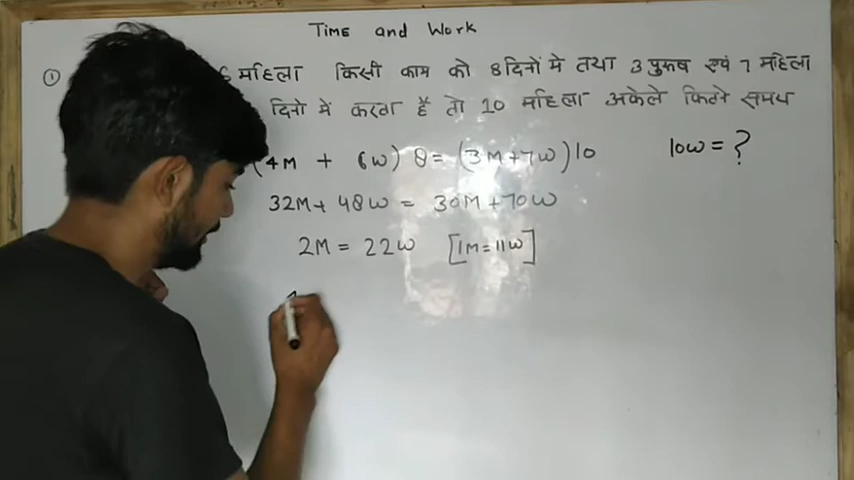 Time and Work
① 6 महिला किसी काम को 8 दिनों में तथा 3 पुरुष एवं 7 महिला
दिनों में करता है तो 10 महिला अकेले कितने समय
(4M + 6W) 8 = (3M+7W)10
10W = ?
32M + 48W = 30M + 70W
2M = 22W [1M = 11W]